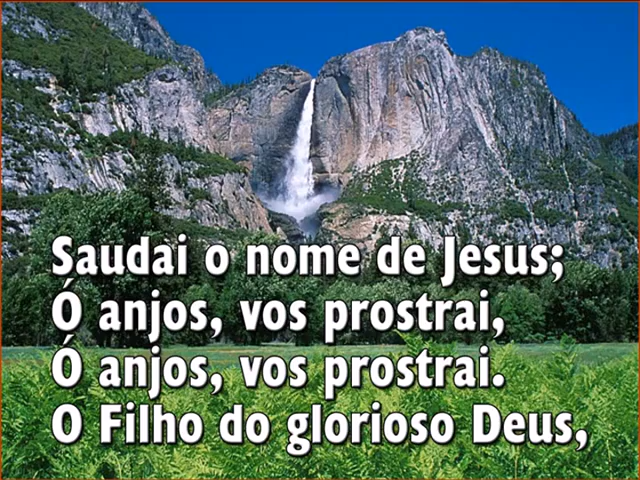 Saudai o nome de Jesus;
Ó anjos, vos prostrai,
Ó anjos, vos prostrai.
O Filho do glorioso Deus,